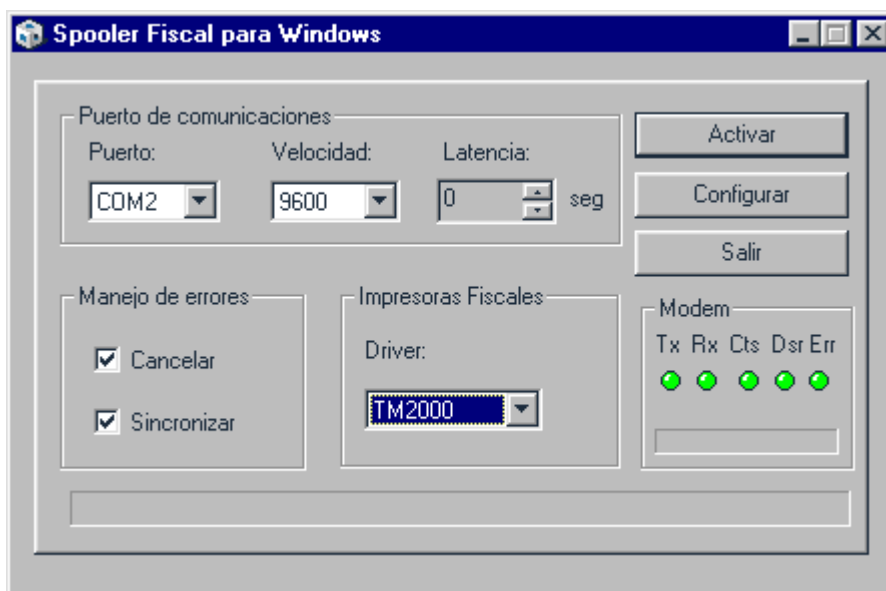 Spooler Fiscal para Windows
Puerto de comunicaciones
Puerto: Velocidad: Latencia:
COM2 9600 0 seg
Activar
Configurar
Salir
Manejo de errores
Cancelar
Sincronizar
Impresoras Fiscales
Driver:
TM2000
Modem
Tx Rx Cts Dsr Err